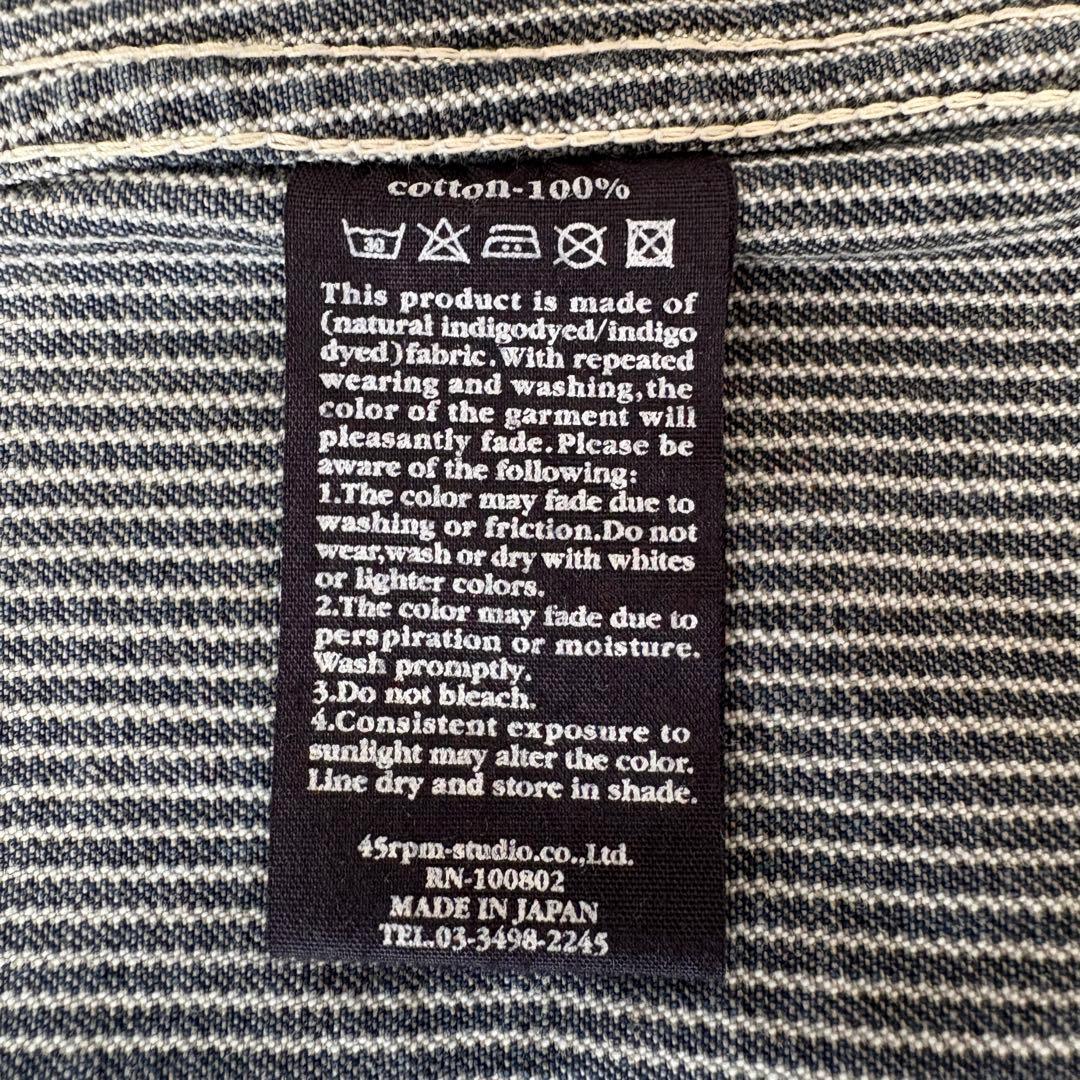 cotton-100%
30
This product is made of
(natural indigodyed/indigo
dyed)fabric.With repeated
wearing and washing,the
color of the garment will
pleasantly fade.Please be
aware of the following:
1.The color may fade due to
washing or friction.Do not
wear,wash or dry with whites
or lighter colors.
2.The color may fade due to
perspiration or moisture.
Wash promptly.
3.Do not bleach.
4.Consistent exposure to
sunlight may alter the color.
Line dry and store in shade.
45rpm-studio.co.,Ltd.
RN-100802
MADE IN JAPAN
TEL.03-3498-2245